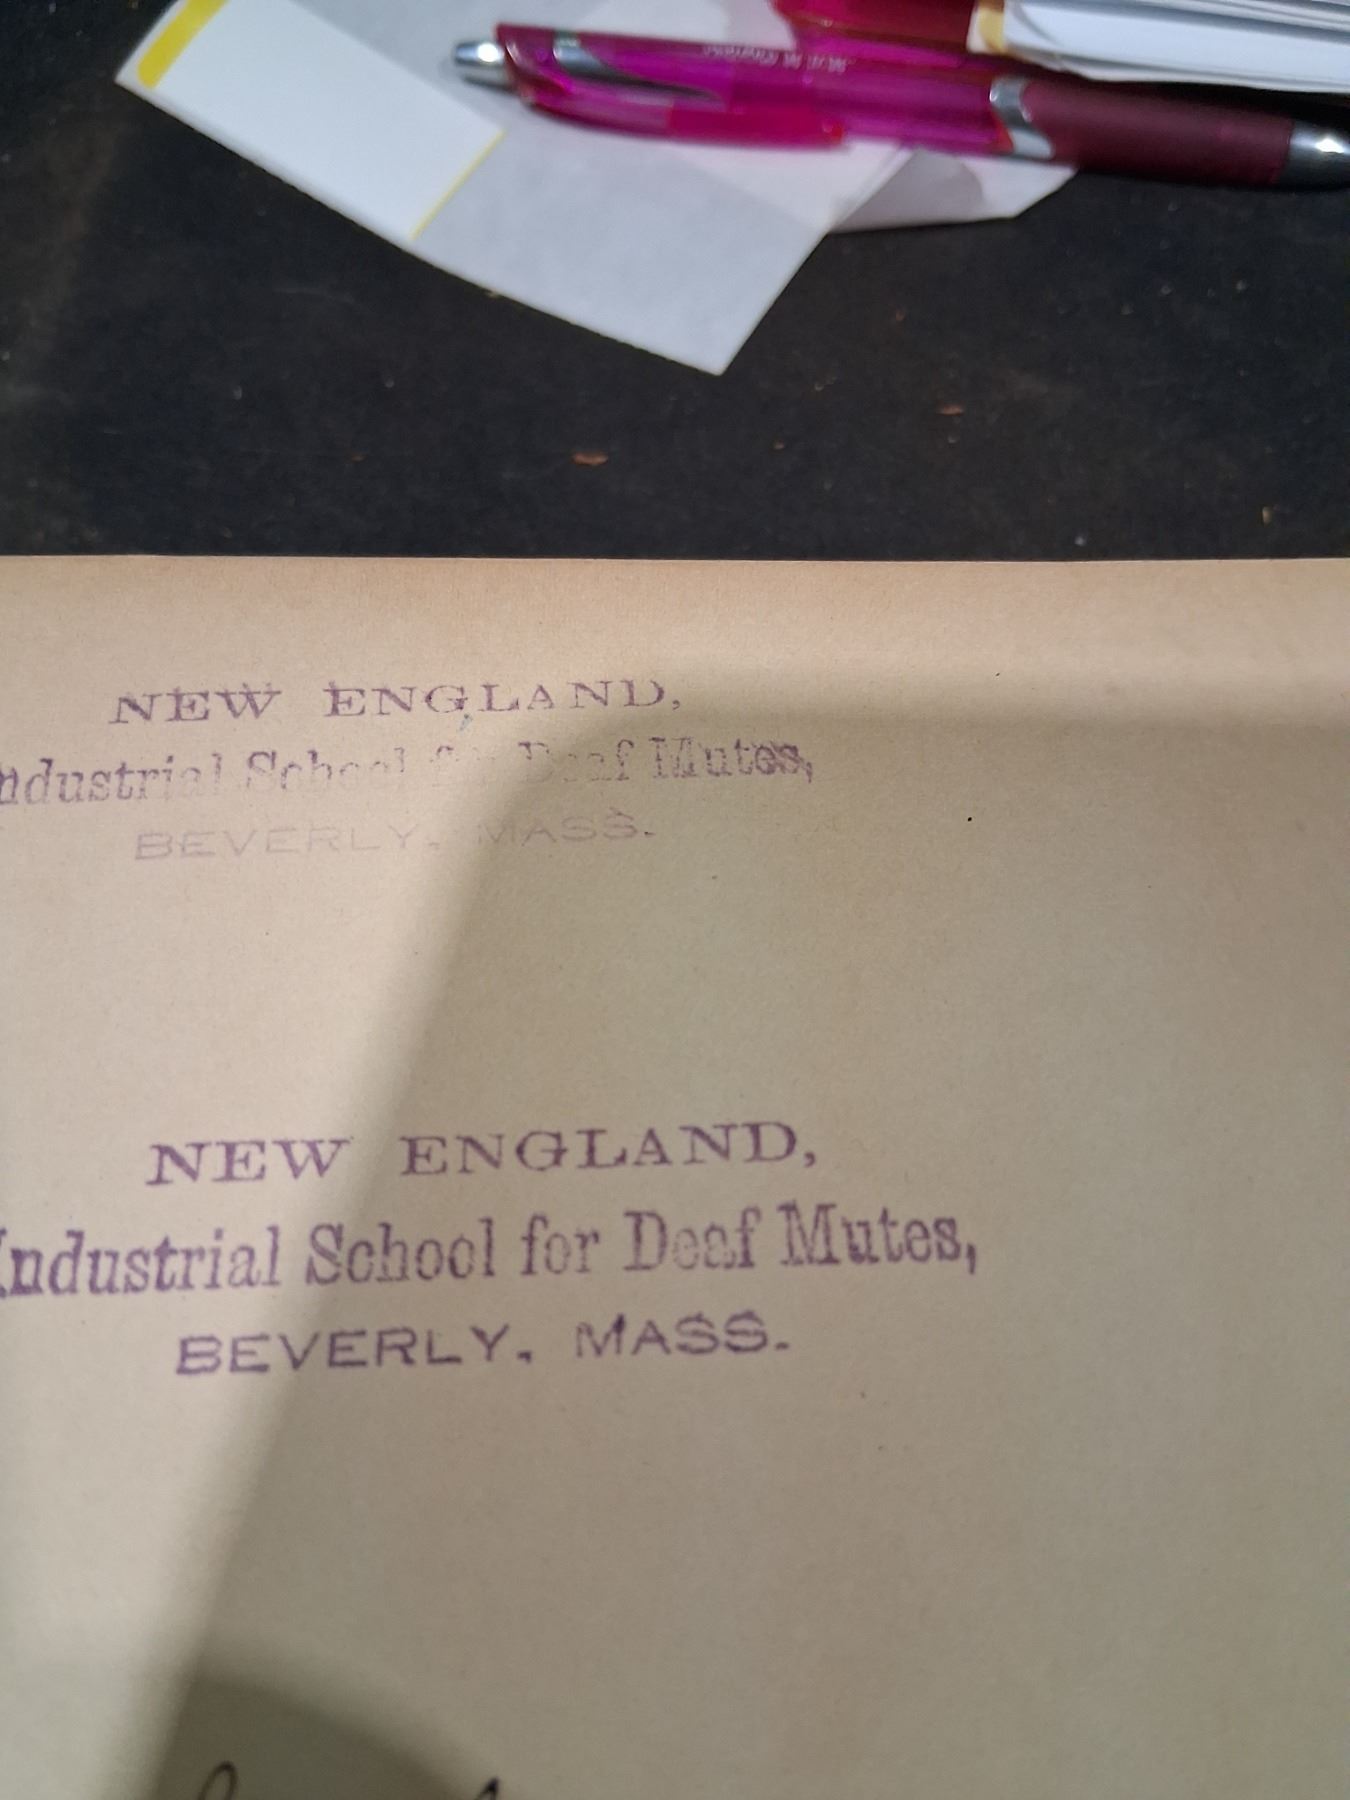 NEW ENGLAND,
Industrial School for Deaf Mutes,
BEVERLY, MASS.
NEW ENGLAND,
Industrial School for Deaf Mutes,
BEVERLY, MASS.